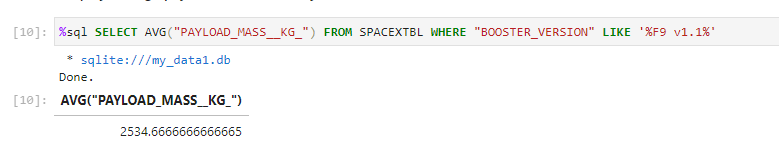 [10]: %sql SELECT AVG("PAYLOAD_MASS__KG_") FROM SPACEXTBL WHERE "BOOSTER_VERSION" LIKE '%F9 v1.1%'
* sqlite:///my_data1.db
Done.
[10]: AVG("PAYLOAD_MASS__KG_")
2534.6666666666665